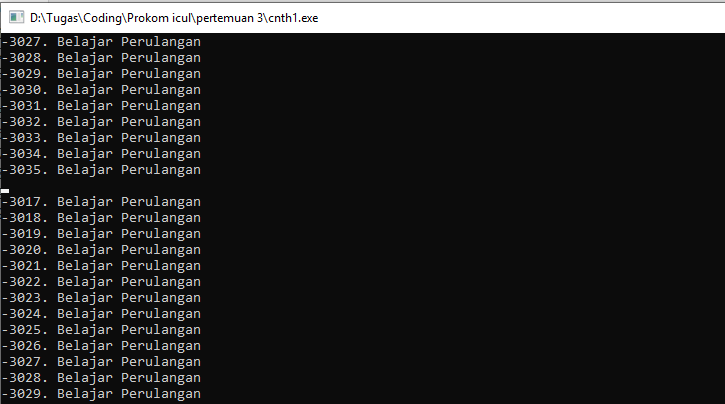 D:\Tugas\Coding\Prokom icul\pertemuan 3\cnth1.exe
-3027. Belajar Perulangan
-3028. Belajar Perulangan
-3029. Belajar Perulangan
-3030. Belajar Perulangan
-3031. Belajar Perulangan
-3032. Belajar Perulangan
-3033. Belajar Perulangan
-3034. Belajar Perulangan
-3035. Belajar Perulangan
-3017. Belajar Perulangan
-3018. Belajar Perulangan
-3019. Belajar Perulangan
-3020. Belajar Perulangan
-3021. Belajar Perulangan
-3022. Belajar Perulangan
-3023. Belajar Perulangan
-3024. Belajar Perulangan
-3025. Belajar Perulangan
-3026. Belajar Perulangan
-3027. Belajar Perulangan
-3028. Belajar Perulangan
-3029. Belajar Perulangan